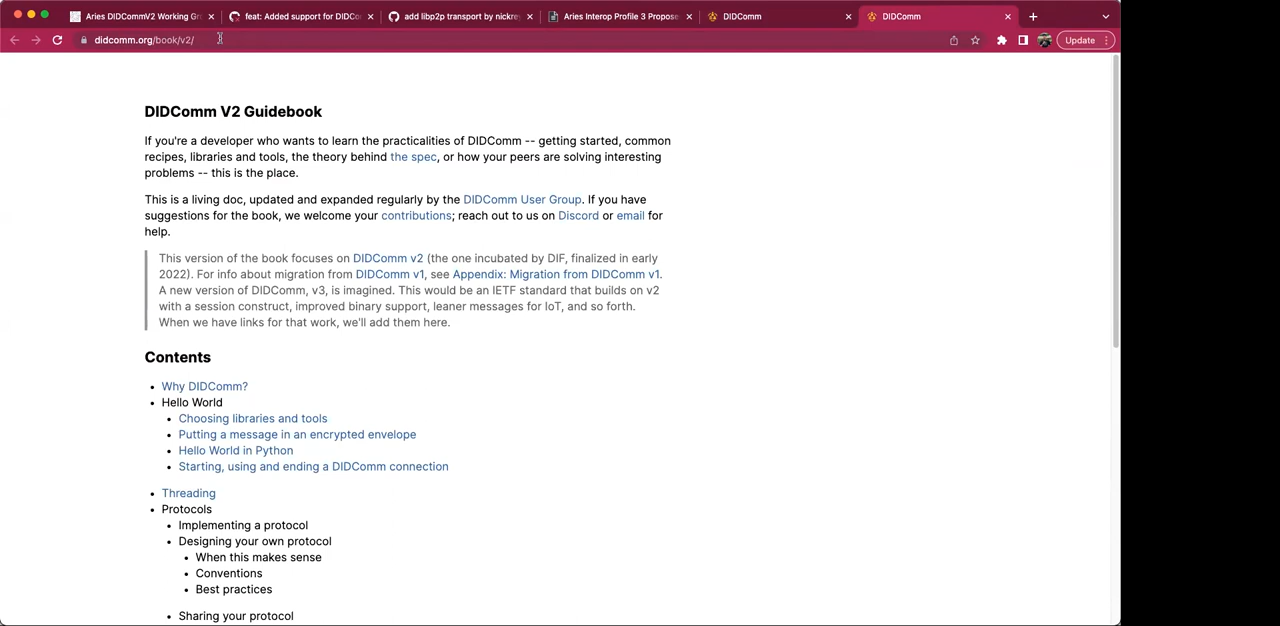 Aries DIDCommV2 Working Gr
feat: Added support for DIDCo
add libp2p transport by nickrey
Aries Interop Profile 3 Propose
DIDComm
DIDComm
didcomm.org/book/v2/
Update
DIDComm V2 Guidebook
If you're a developer who wants to learn the practicalities of DIDComm -- getting started, common
recipes, libraries and tools, the theory behind the spec, or how your peers are solving interesting
problems -- this is the place.
This is a living doc, updated and expanded regularly by the DIDComm User Group. If you have
suggestions for the book, we welcome your contributions; reach out to us on Discord or email for
help.
This version of the book focuses on DIDComm v2 (the one incubated by DIF, finalized in early
2022). For info about migration from DIDComm v1, see Appendix: Migration from DIDComm v1.
A new version of DIDComm, v3, is imagined. This would be an IETF standard that builds on v2
with a session construct, improved binary support, leaner messages for IoT, and so forth.
When we have links for that work, we'll add them here.
Contents
• Why DIDComm?
• Hello World
• Choosing libraries and tools
• Putting a message in an encrypted envelope
• Hello World in Python
• Starting, using and ending a DIDComm connection
• Threading
• Protocols
• Implementing a protocol
• Designing your own protocol
• When this makes sense
• Conventions
• Best practices
• Sharing your protocol